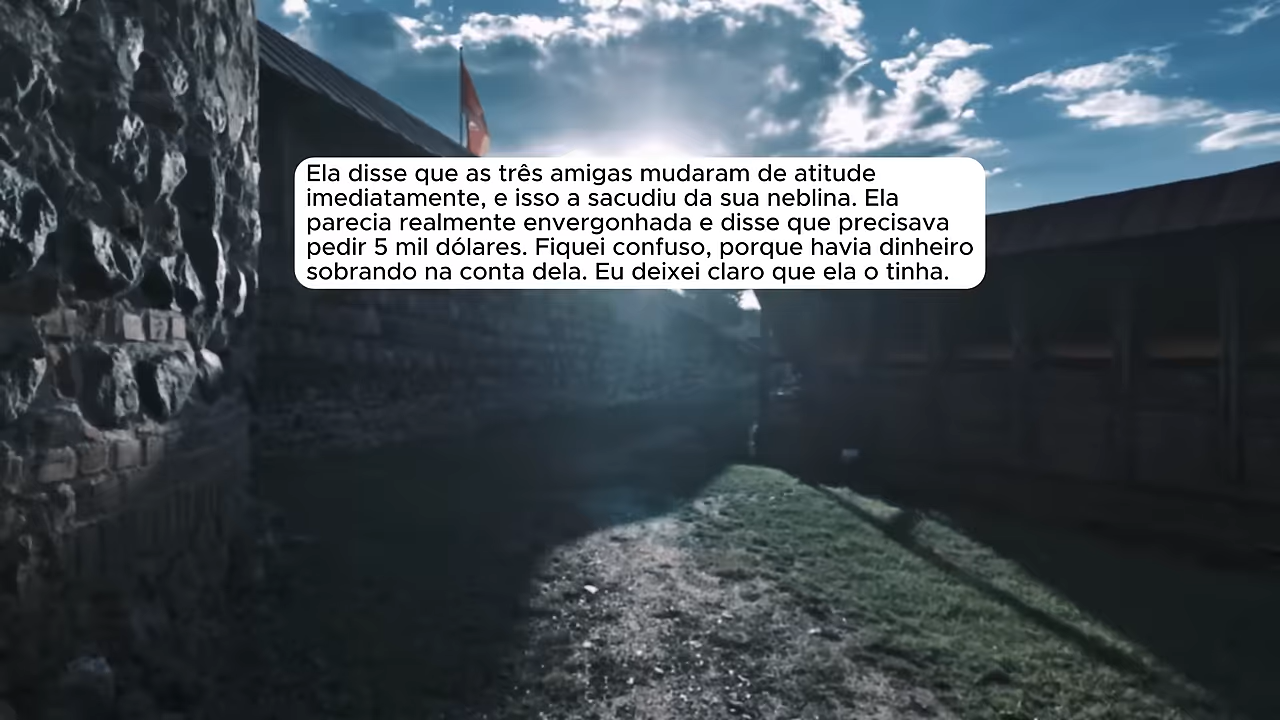 Ela disse que as três amigas mudaram de atitude
imediatamente, e isso a sacudiu da sua neblina. Ela
parecia realmente envergonhada e disse que precisava
pedir 5 mil dólares. Fiquei confuso, porque havia dinheiro
sobrando na conta dela. Eu deixei claro que ela o tinha.